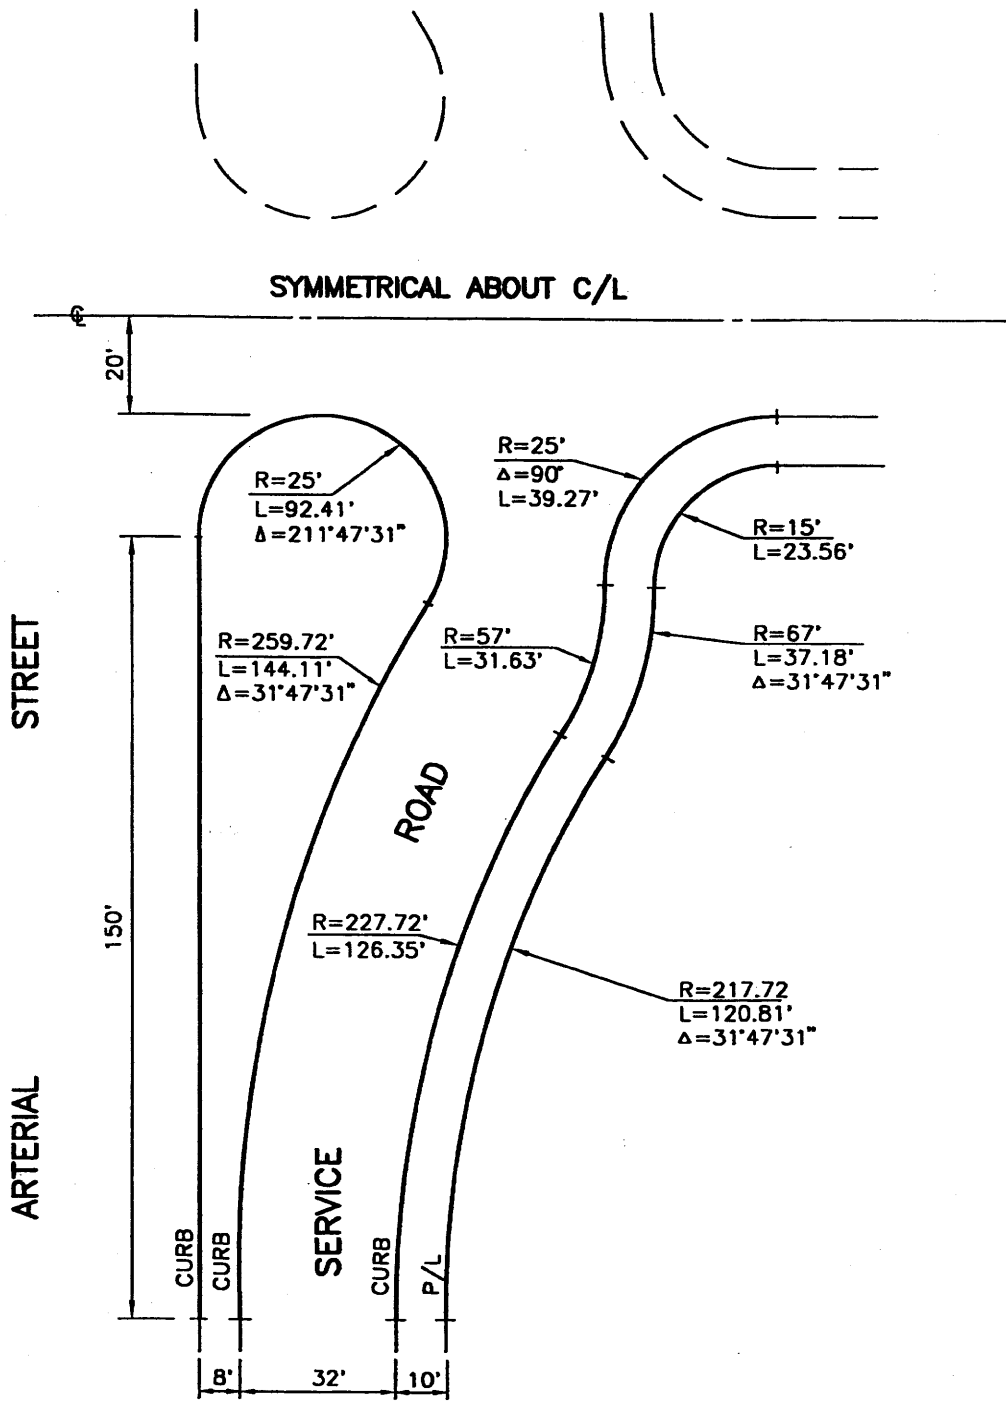 SYMMETRICAL ABOUT C/L
℄
20'
R=25'
L=92.41'
Δ=211°47'31"
R=25'
Δ=90°
L=39.27'
R=15'
L=23.56'
R=259.72'
L=144.11'
Δ=31°47'31"
R=57'
L=31.63'
R=67'
L=37.18'
Δ=31°47'31"
STREET
ROAD
150'
R=227.72'
L=126.35'
R=217.72
L=120.81'
Δ=31°47'31"
ARTERIAL
SERVICE
CURB
CURB
CURB
P/L
8'
32'
10'